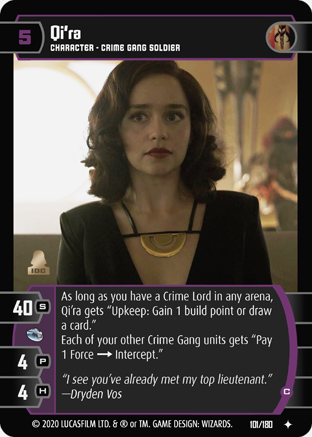 5
Qi'ra
CHARACTER • CRIME GANG SOLDIER
IDC
40 S
As long as you have a Crime Lord in any arena,
Qi'ra gets "Upkeep: Gain 1 build point or draw
a card."
4 P
Each of your other Crime Gang units gets "Pay
1 Force → Intercept."
4 H
"I see you've already met my top lieutenant."
—Dryden Vos
C
© 2020 LUCASFILM LTD. & ® or TM. GAME DESIGN: WIZARDS. 101/180